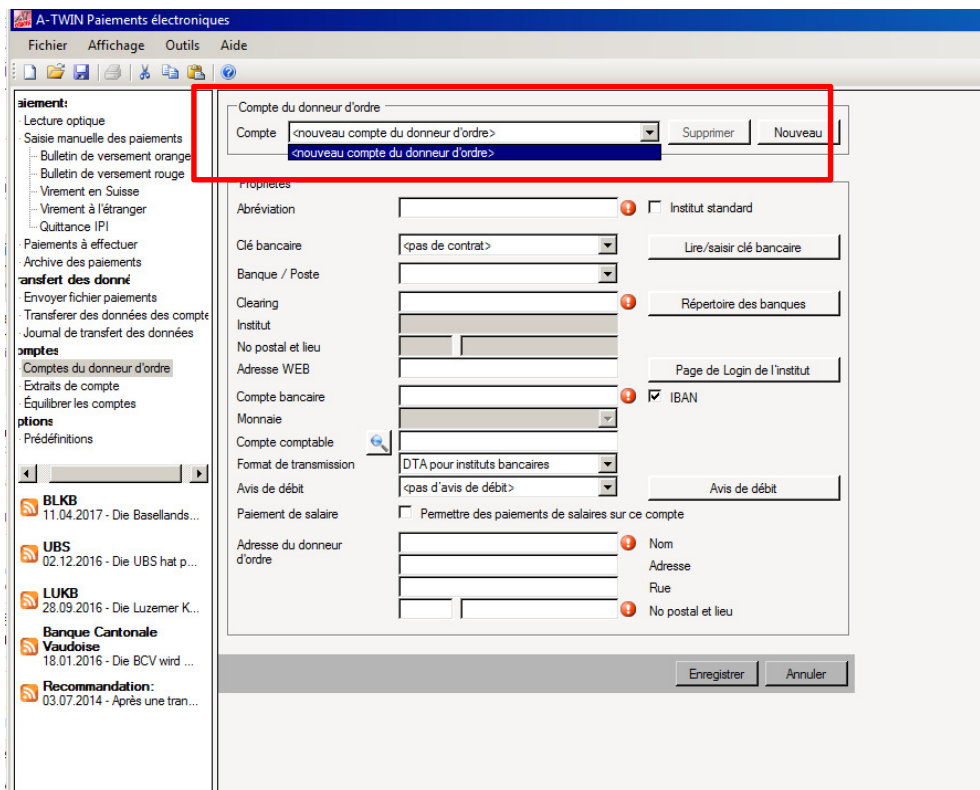 A-TWIN Paiements électroniques
Fichier Affichage Outils Aide
aiements
Lecture optique
Saisie manuelle des paiements
Bulletin de versement orange
Bulletin de versement rouge
Virement en Suisse
Virement à l'étranger
Quittance IPI
Paiements à effectuer
Archive des paiements
ansfert des donné
Envoyer fichier paiements
Transferer des données des compte
Journal de transfert des données
omptes
Comptes du donneur d'ordre
Extraits de compte
Équilibrer les comptes
ptions
Prédéfinitions
BLKB
11.04.2017 - Die Basellands...
UBS
02.12.2016 - Die UBS hat p...
LUKB
28.09.2016 - Die Luzerner K...
Banque Cantonale
Vaudoise
18.01.2016 - Die BCV wird ...
Recommandation:
03.07.2014 - Après une tran...
Compte du donneur d'ordre
Compte <nouveau compte du donneur d'ordre> Supprimer Nouveau
<nouveau compte du donneur d'ordre>
Propriétés
Abréviation Institut standard
Clé bancaire <pas de contrat> Lire/saisir clé bancaire
Banque / Poste
Clearing Répertoire des banques
Institut
No postal et lieu
Adresse WEB Page de Login de l'institut
Compte bancaire IBAN
Monnaie
Compte comptable
Format de transmission DTA pour instituts bancaires
Avis de débit <pas d'avis de débit> Avis de débit
Paiement de salaire Permettre des paiements de salaires sur ce compte
Adresse du donneur d'ordre Nom
Adresse
Rue
No postal et lieu
Enregistrer Annuler